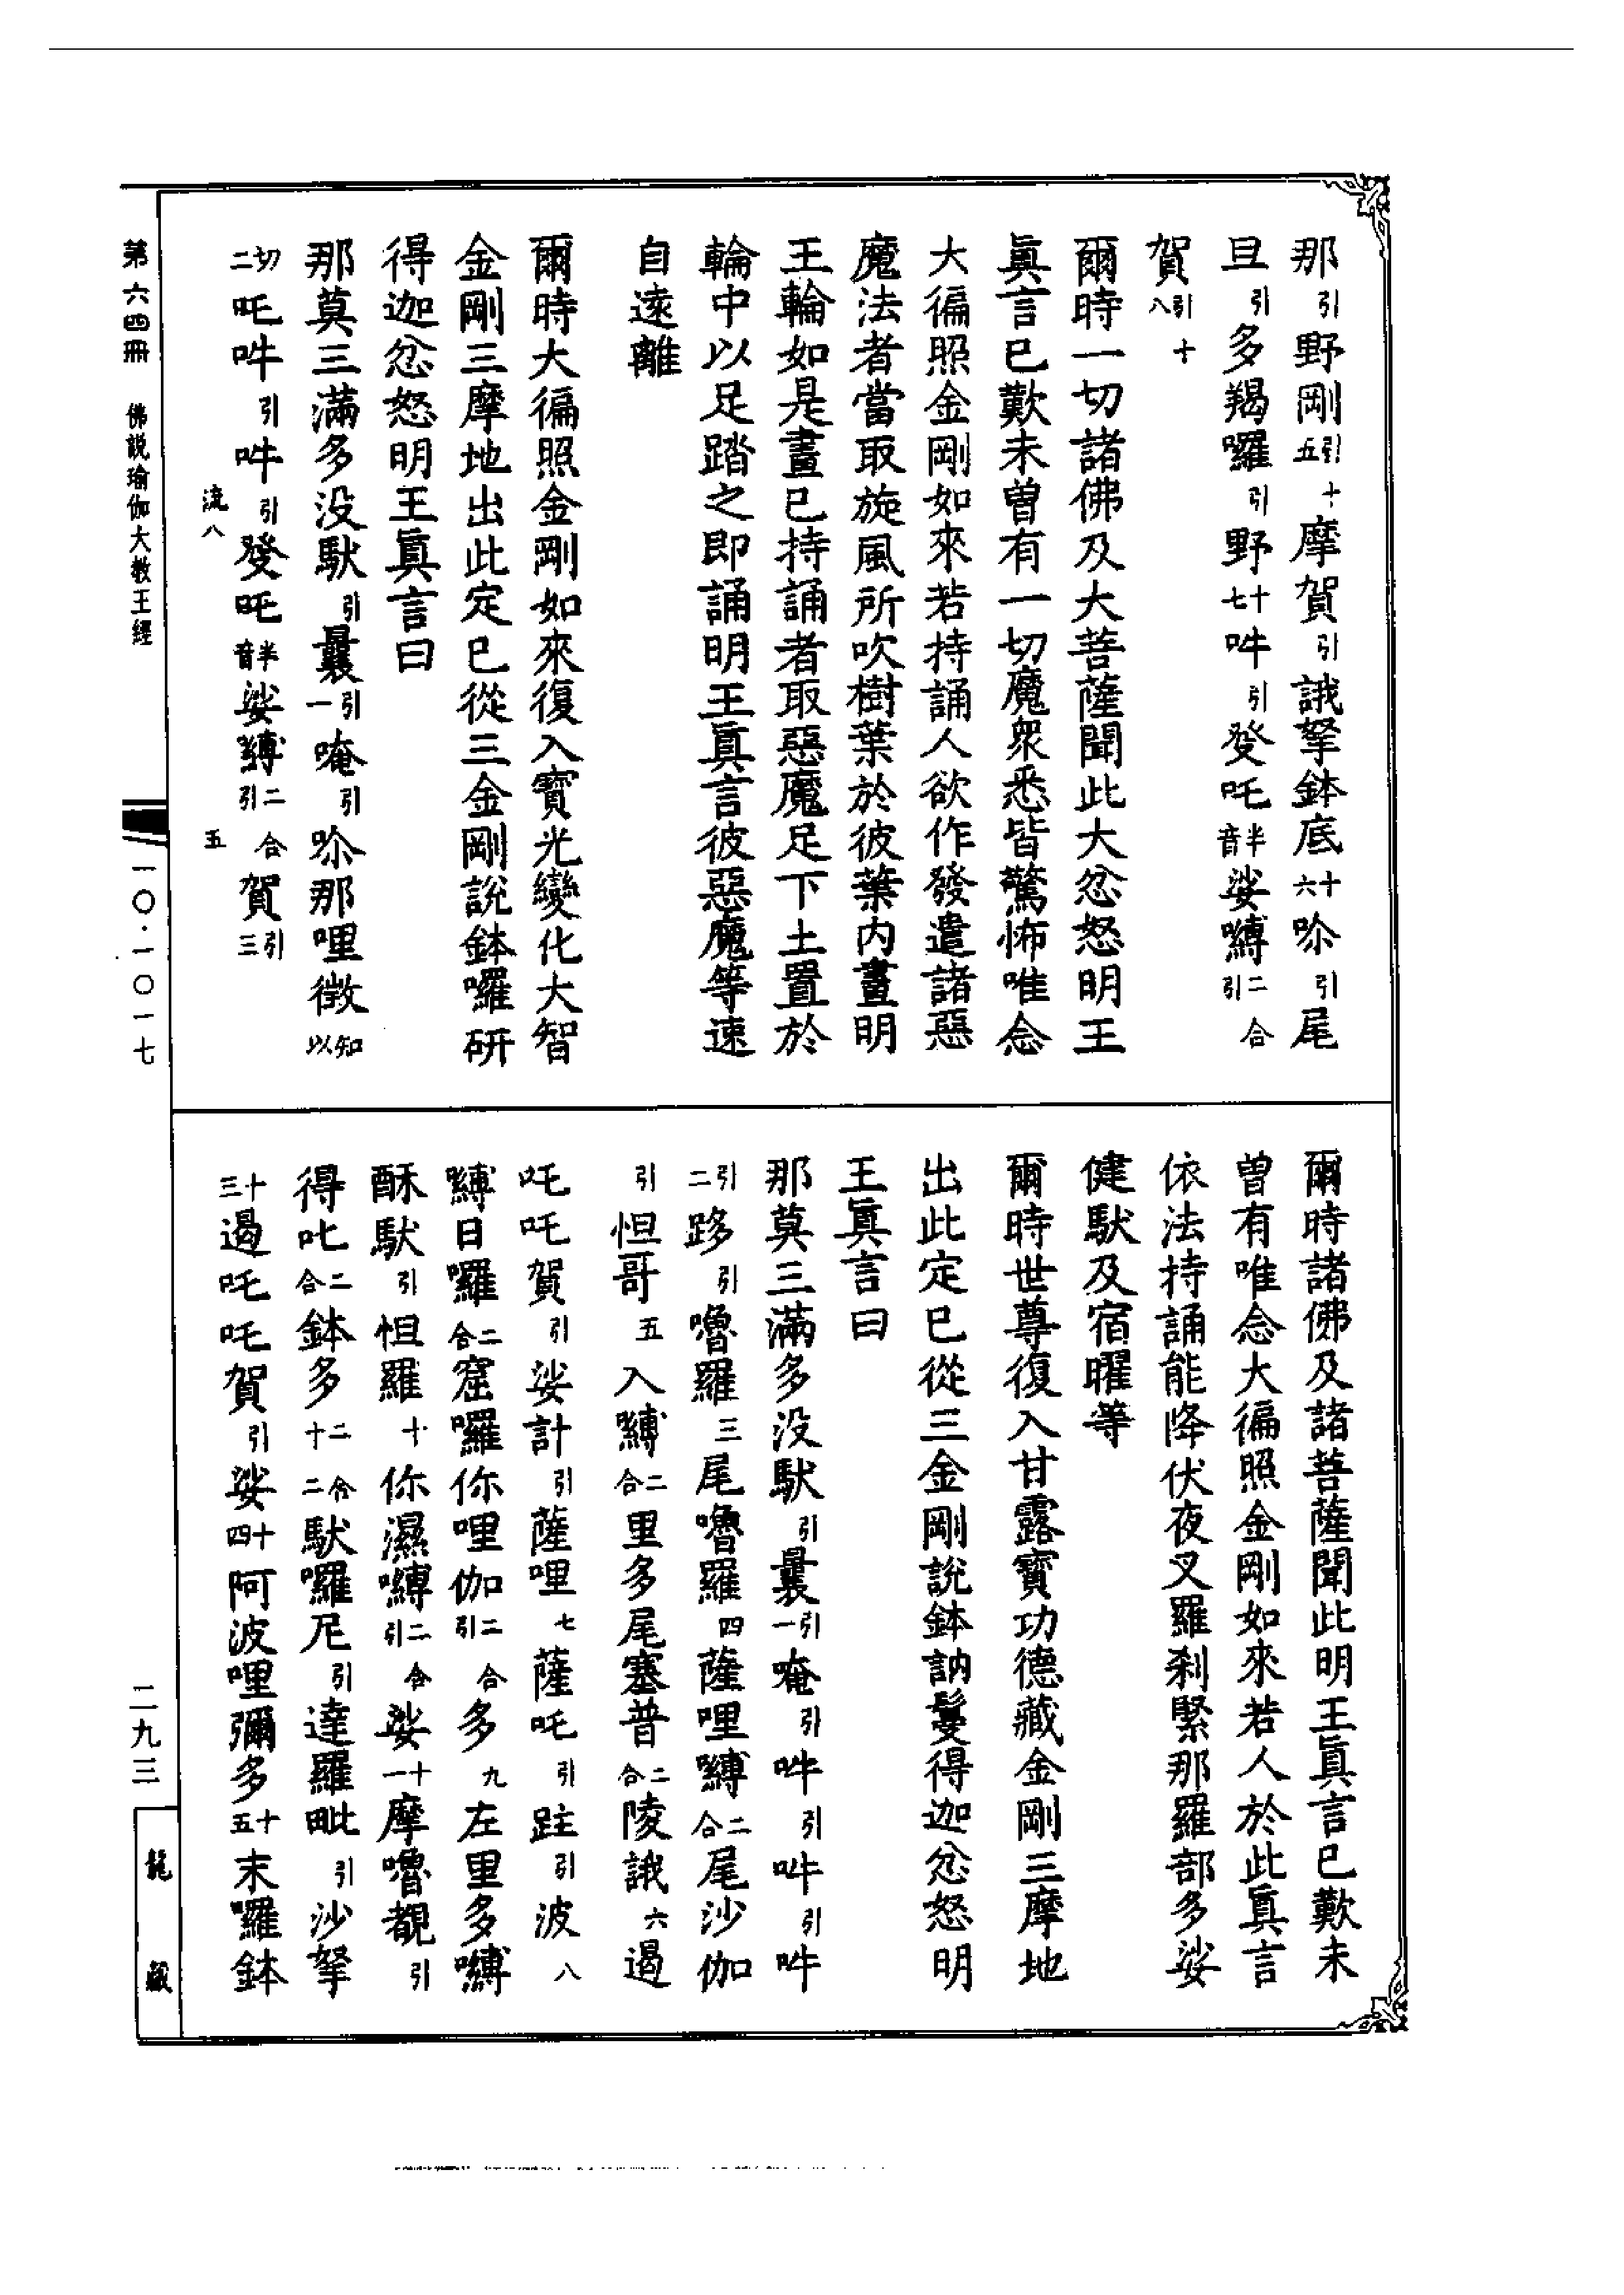 那引野剛引十五摩賀引誐拏鉢底十六吤引尾
旦引多羯囉引野十七吽引癹吒半音娑嚩二合引
賀引十八
爾時一切諸佛及大菩薩聞此大忿怒明王
眞言已歎未曽有一切魔衆悉皆驚怖唯念
大徧照金剛如來若持誦人欲作發遣諸惡
魔法者當取旋風所吹樹葉於彼葉内畫明
王輪如是畫已持誦者取惡魔足下土置於
輪中以足踏之即誦明王眞言彼惡魔等速
自遠離
爾時大徧照金剛如來復入寶光變化大智
金剛三摩地出此定已從三金剛說鉢囉研
得迦忿怒明王眞言曰
那莫三滿多没馱引曩引一唵引吤那哩徴知以
切二吒吽引吽引癹吒半音娑嚩二合引賀引三
流八 五
爾時諸佛及諸菩薩聞此明王眞言已歎未
曽有唯念大徧照金剛如來若人於此眞言
依法持誦能降伏夜叉羅刹緊那羅部多娑
健馱及宿曜等
爾時世尊復入甘露寶功德藏金剛三摩地
出此定已從三金剛說鉢訥鬘得迦忿怒明
王眞言曰
那莫三滿多没馱引曩引一唵引吽引吽引吽
引二跢引嚕羅三尾嚕羅四薩哩嚩二合尾沙伽
引怛哥五入嚩二合里多尾塞普二合陵誐六遏
吒吒賀引娑計引薩哩七薩吒引跓引波八
嚩日囉二合窟囉你哩伽二合引多九左里多嚩
酥馱引怛羅十你濕嚩二合引娑十一摩嚕覩引
得叱二合鉢多二合十二馱囉尼引達羅毗引沙拏
十三遏吒吒賀引娑十四阿波哩彌多十五末囉鉢
第六四冊 佛說瑜伽大教王經
一〇·一〇一七
二九三
龍藏